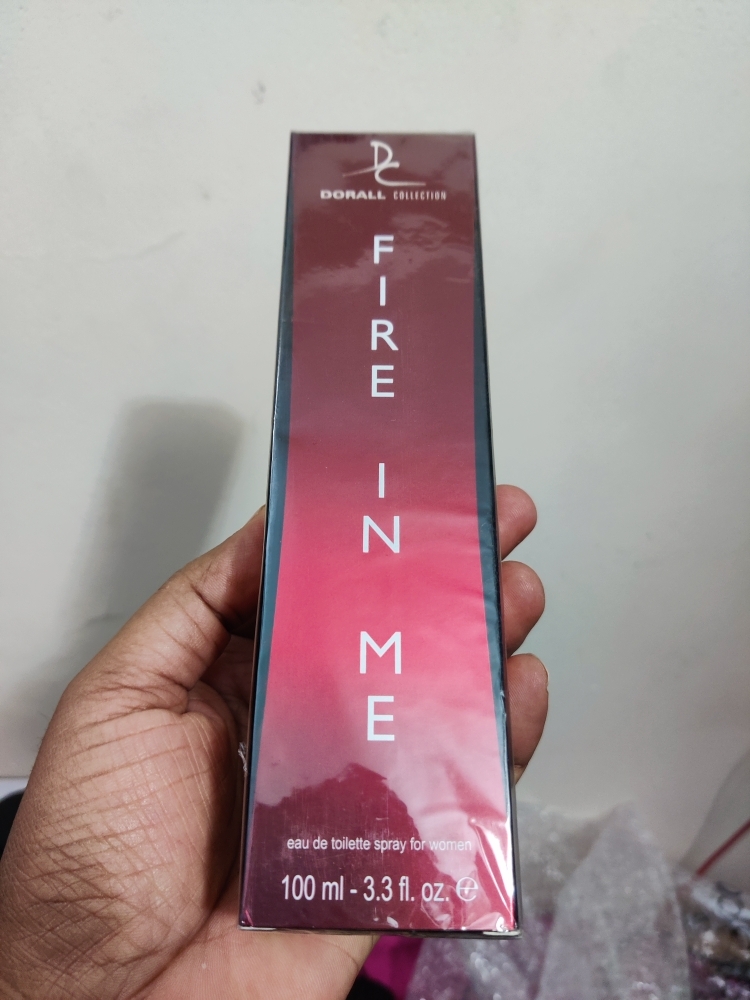 DC
DORALL COLLECTION
FIRE
IN
ME
eau de toilette spray for women
100 ml - 3.3 fl. oz. ℮